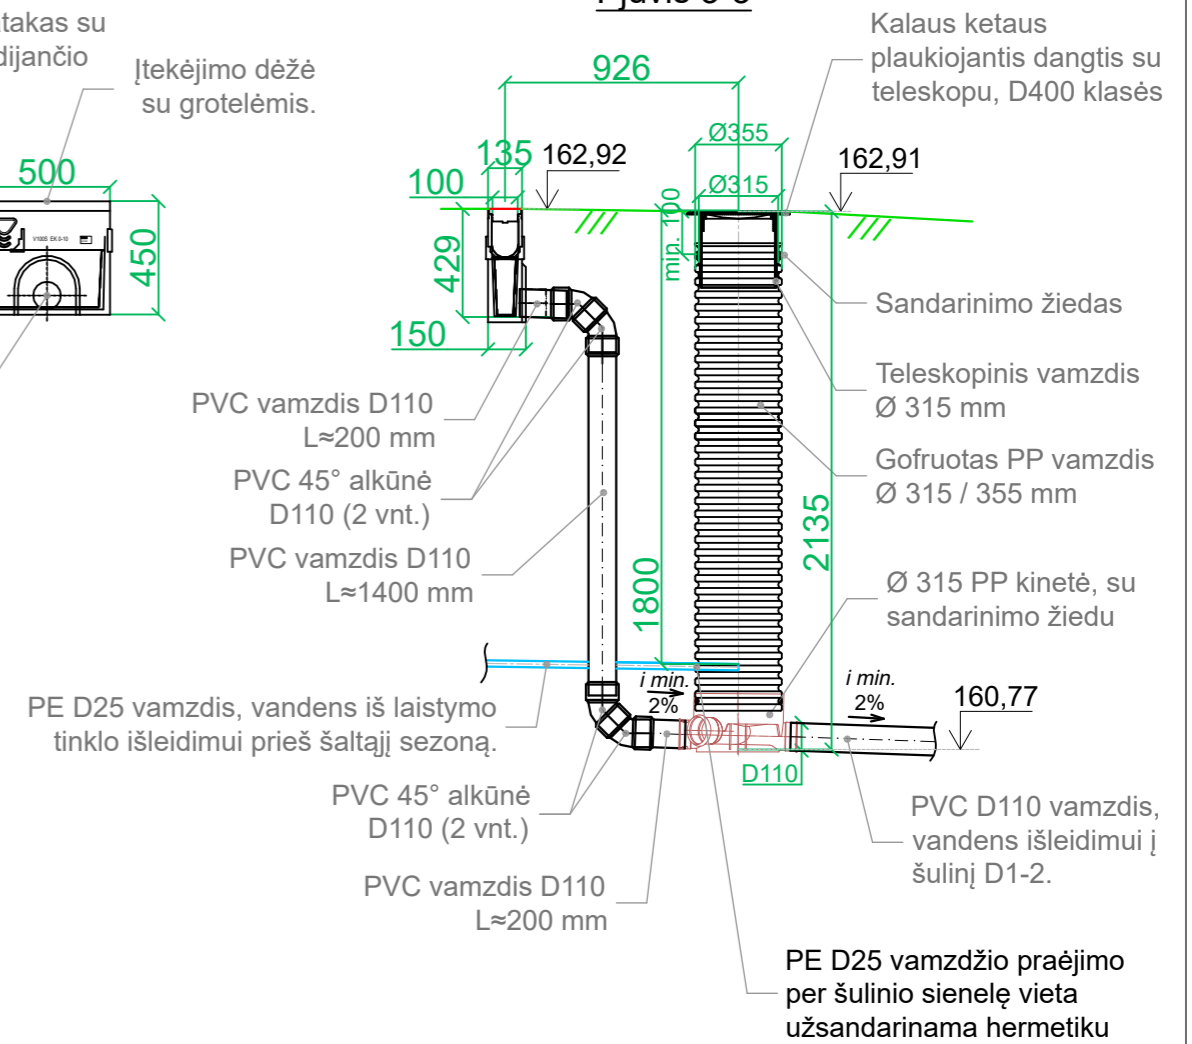 takas su
dijančio
Įtekėjimo dėžė
su grotelėmis.
500
450
V100S EK.0-10
926
135
100
162,92
429
150
Ø355
Ø315
min. 100
162,91
Kalaus ketaus
plaukiojantis dangtis su
teleskopu, D400 klasės
Sandarinimo žiedas
Teleskopinis vamzdis
Ø 315 mm
Gofruotas PP vamzdis
Ø 315 / 355 mm
Ø 315 PP kinetė, su
sandarinimo žiedu
PVC vamzdis D110
L≈200 mm
PVC 45° alkūnė
D110 (2 vnt.)
PVC vamzdis D110
L≈1400 mm
1800
2135
PE D25 vamzdis, vandens iš laistymo
tinklo išleidimui prieš šaltąjį sezoną.
i min.
2%
i min.
2%
160,77
D110
PVC 45° alkūnė
D110 (2 vnt.)
PVC vamzdis D110
L≈200 mm
PVC D110 vamzdis,
vandens išleidimui į
šulinį D1-2.
PE D25 vamzdžio praėjimo
per šulinio sienelę vieta
užsandarinama hermetiku